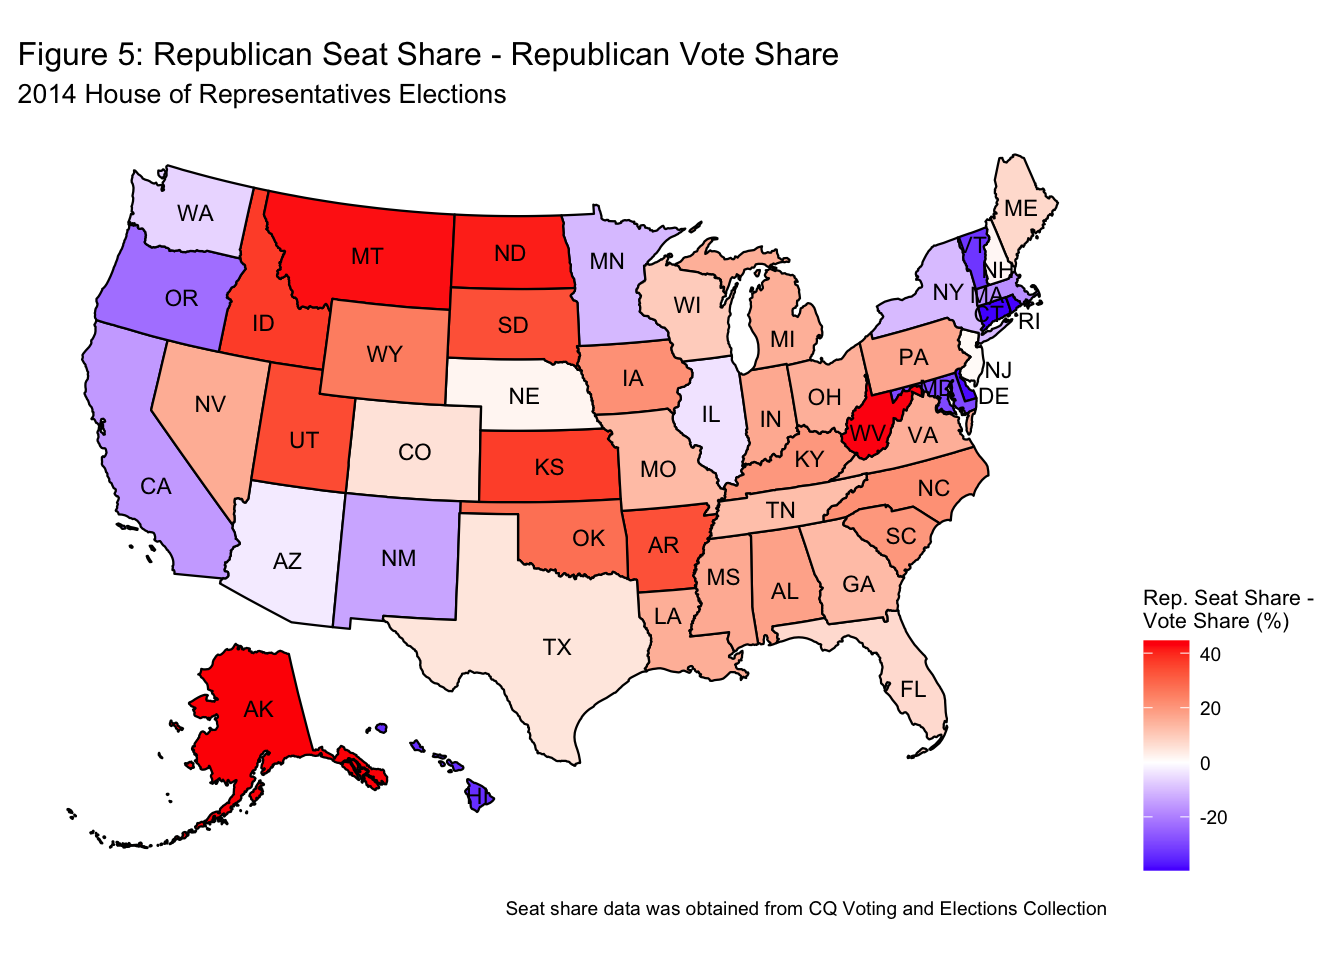 Figure 5: Republican Seat Share - Republican Vote Share
2014 House of Representatives Elections
ME
WA
MT
ND
VT
MN
NH
OR
NY
MA
WI
CT
RI
ID
SD
MI
WY
PA
NJ
IA
NE
MD
DE
NV
OH
IL
IN
UT
WV
VA
CO
KY
KS
MO
CA
NC
TN
OK
SC
AR
NM
AZ
MS
GA
AL
LA
TX
FL
AK
HI
Rep. Seat Share -
Vote Share (%)
40
20
0
-20
Seat share data was obtained from CQ Voting and Elections Collection